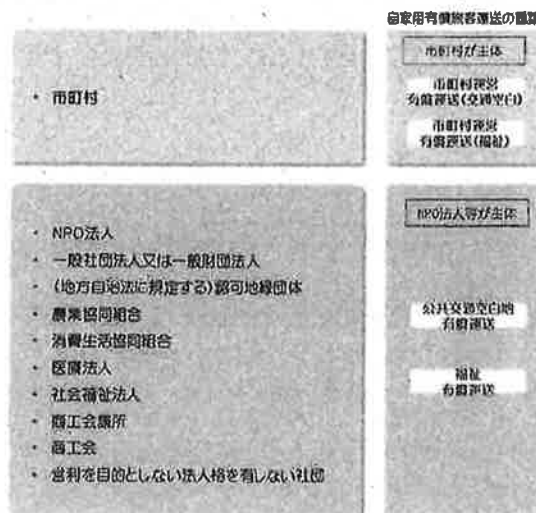 自家用有償旅客運送の種類
・ 市町村
市町村が主体
市町村運営
有償運送(交通空白)
市町村運営
有償運送(福祉)
・ NPO法人
・ 一般社団法人又は一般財団法人
・ (地方自治法に規定する)認可地縁団体
・ 農業協同組合
・ 消費生活協同組合
・ 医療法人
・ 社会福祉法人
・ 商工会議所
・ 商工会
・ 営利を目的としない法人格を有しない社団
NPO法人等が主体
公共交通空白地
有償運送
福祉
有償運送